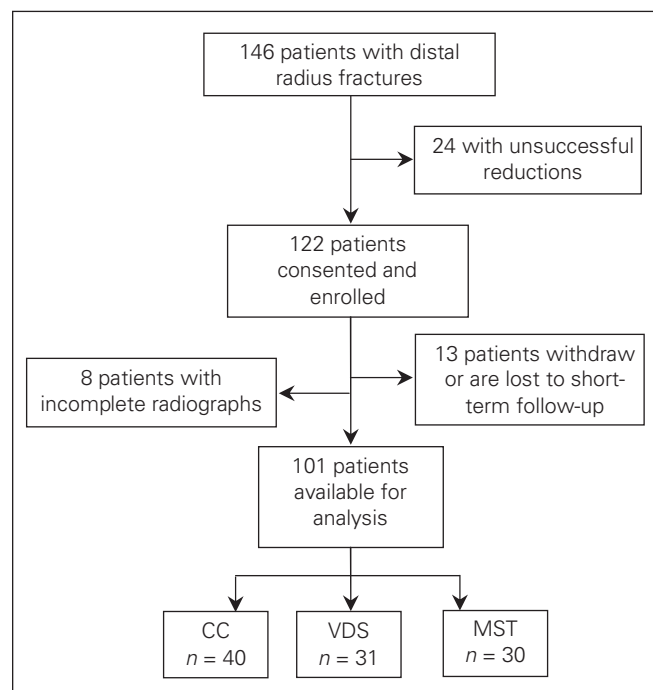 146 patients with distal
radius fractures
24 with unsuccessful
reductions
122 patients
consented and
enrolled
13 patients withdraw
or are lost to short-
term follow-up
8 patients with
incomplete radiographs
101 patients
available for
analysis
CC
n = 40
VDS
n = 31
MST
n = 30